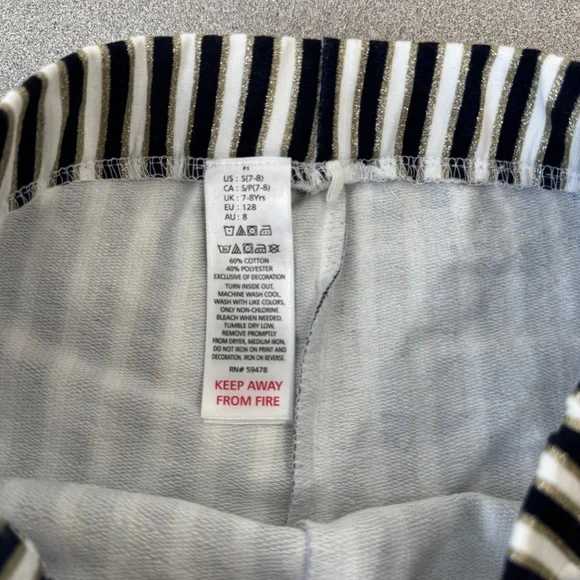 US : S(7-8)
CA : S/P(7-8)
UK : 7-8Yrs
EU : 128
AU : 8
60% COTTON
40% POLYESTER
EXCLUSIVE OF DECORATION
TURN INSIDE OUT,
MACHINE WASH COOL,
WASH WITH LIKE COLORS,
ONLY NON-CHLORINE
BLEACH WHEN NEEDED,
TUMBLE DRY LOW,
REMOVE PROMPTLY
FROM DRYER, MEDIUM IRON,
DO NOT IRON ON PRINT AND
DECORATION, IRON ON REVERSE.
RN# 59478
KEEP AWAY
FROM FIRE